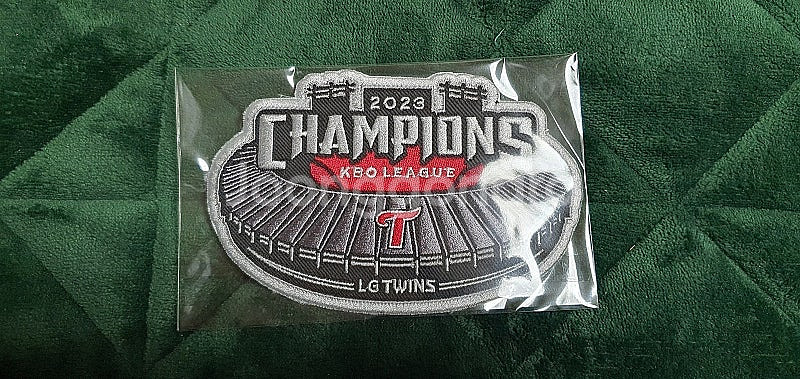 2023
CHAMPIONS
KBO LEAGUE
T
LG TWINS